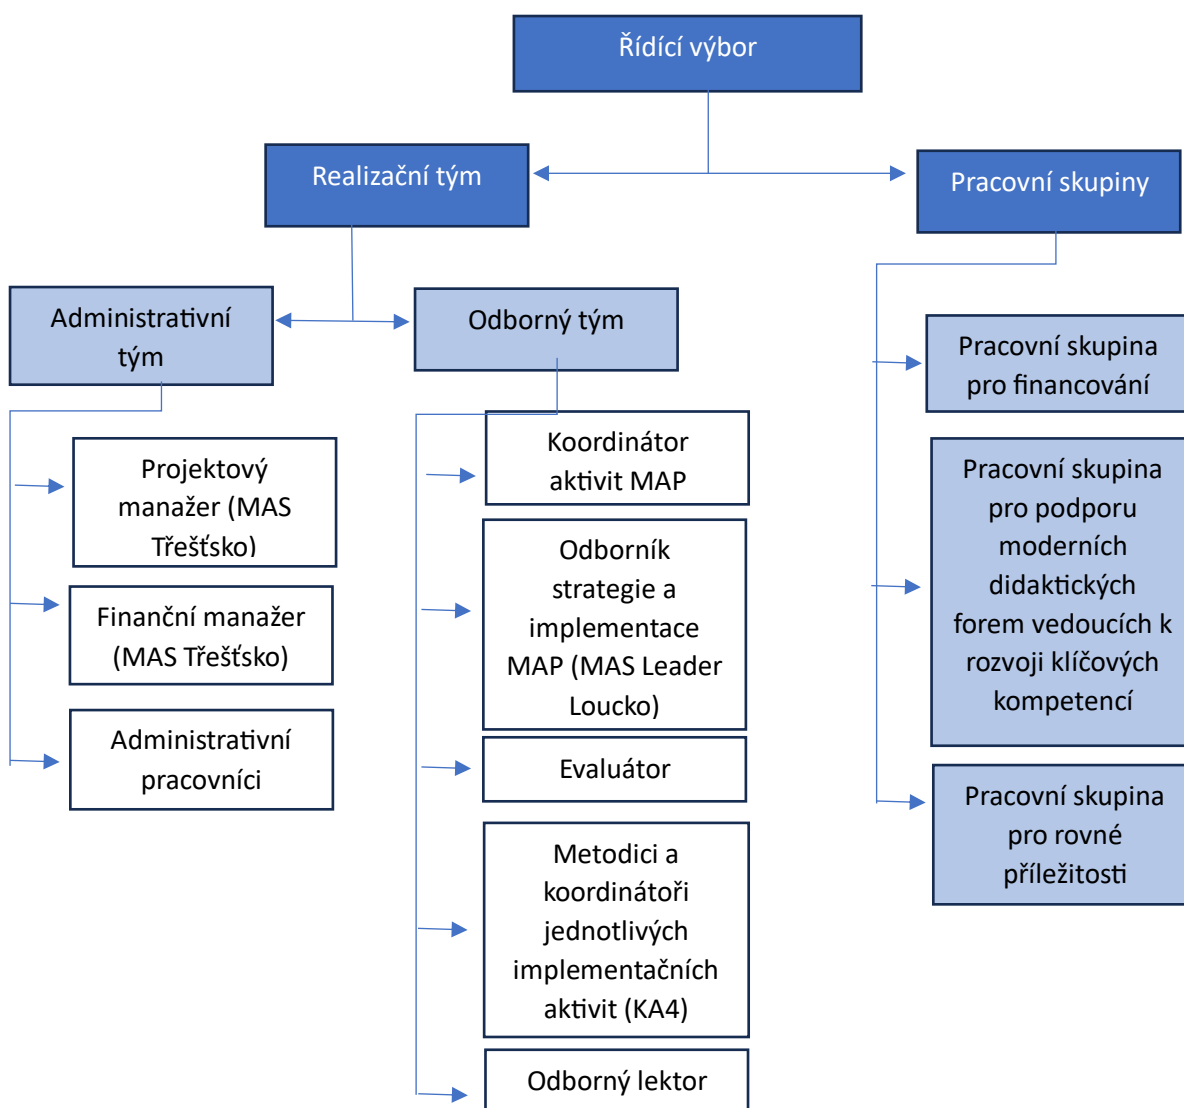 Řídící výbor
Realizační tým
Pracovní skupiny
Administrativní
tým
Odborný tým
Projektový
manažer (MAS
Třešťsko)
Finanční manažer
(MAS Třešťsko)
Administrativní
pracovníci
Koordinátor
aktivit MAP
Odborník
strategie a
implementace
MAP (MAS Leader
Loucko)
Evaluátor
Metodici a
koordinátoři
jednotlivých
implementačních
aktivit (KA4)
Odborný lektor
Pracovní skupina
pro financování
Pracovní skupina
pro podporu
moderních
didaktických
forem vedoucích k
rozvoji klíčových
kompetencí
Pracovní skupina
pro rovné
příležitosti